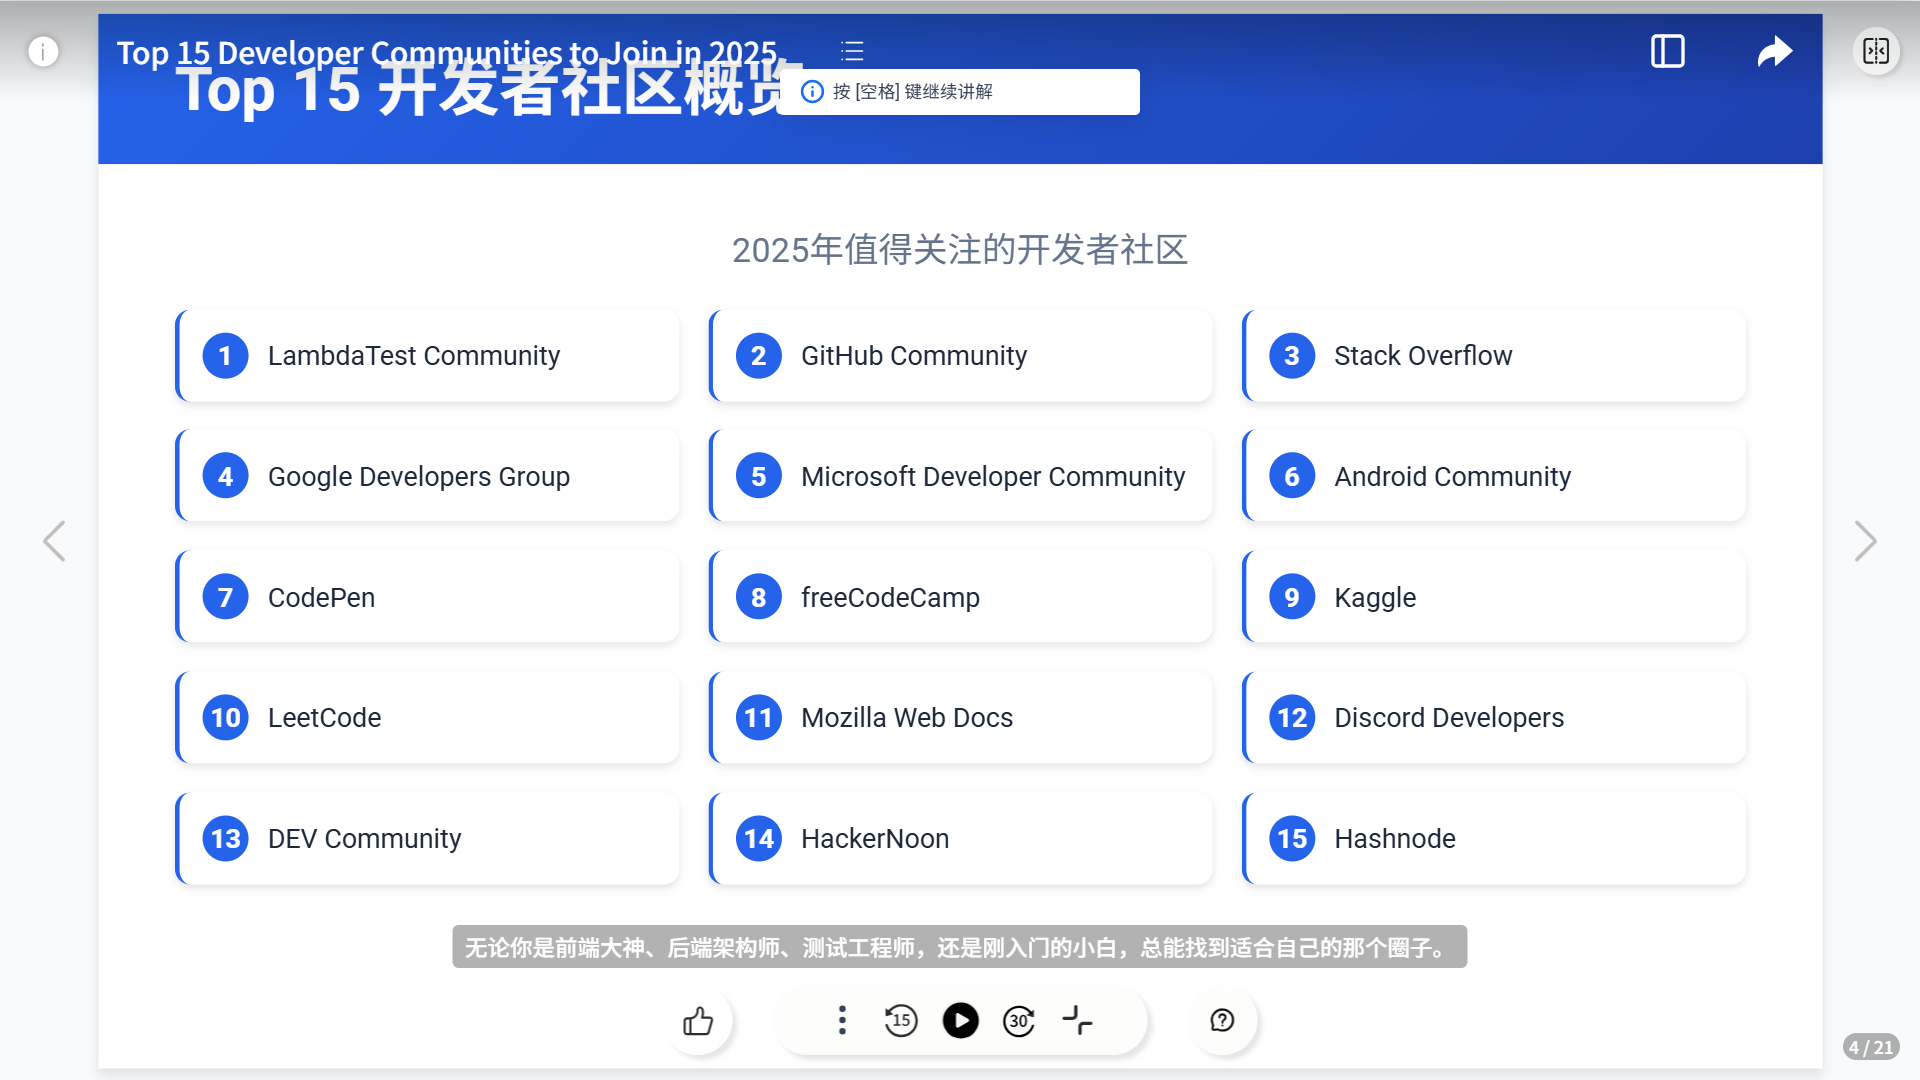 Top 15 Developer Communities to Join in 2025
Top 15 开发者社区概览
按 [空格] 键继续讲解
2025年值得关注的开发者社区
1 LambdaTest Community
2 GitHub Community
3 Stack Overflow
4 Google Developers Group
5 Microsoft Developer Community
6 Android Community
7 CodePen
8 freeCodeCamp
9 Kaggle
10 LeetCode
11 Mozilla Web Docs
12 Discord Developers
13 DEV Community
14 HackerNoon
15 Hashnode
无论你是前端大神、后端架构师、测试工程师，还是刚入门的小白，总能找到适合自己的那个圈子。
15
30
4 / 21